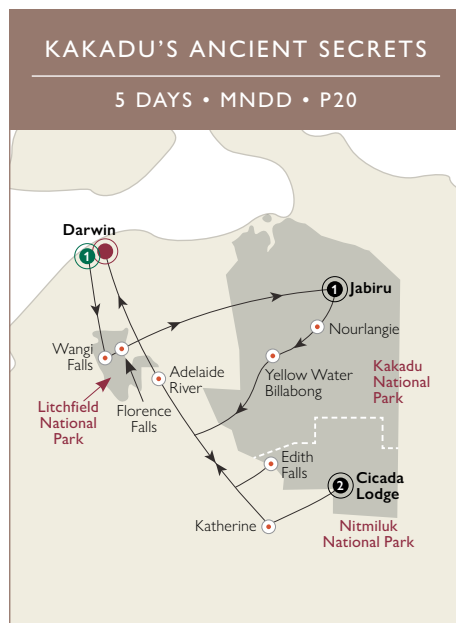 KAKADU'S ANCIENT SECRETS
5 DAYS • MNDD • P20
Darwin
1
1
Jabiru
Nourlangie
Wangi
Falls
Yellow Water
Billabong
Kakadu
National
Park
Adelaide
River
Litchfield
National
Park
Florence
Falls
Edith
Falls
2
Cicada
Lodge
Katherine
Nitmiluk
National Park